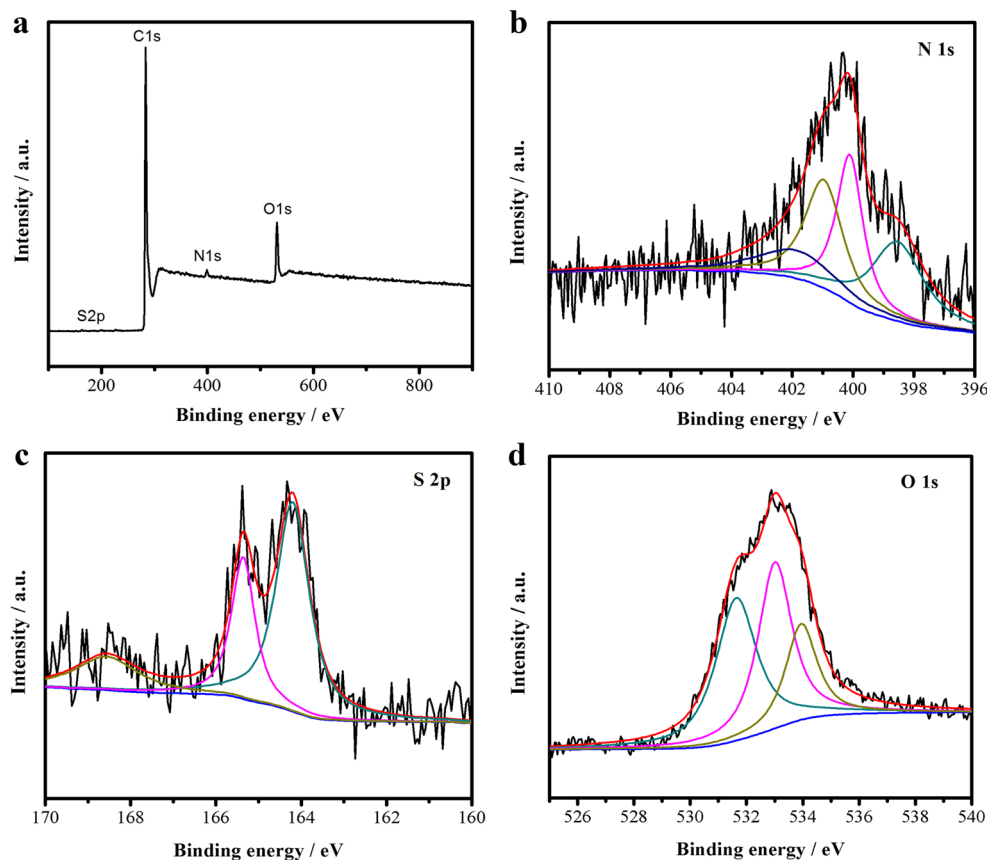 a
C1s
O1s
N1s
S2p
Intensity / a.u.
200 400 600 800
Binding energy / eV
b
N 1s
Intensity / a.u.
410 408 406 404 402 400 398 396
Binding energy / eV
c
S 2p
Intensity / a.u.
170 168 166 164 162 160
Binding energy / eV
d
O 1s
Intensity / a.u.
526 528 530 532 534 536 538 540
Binding energy / eV